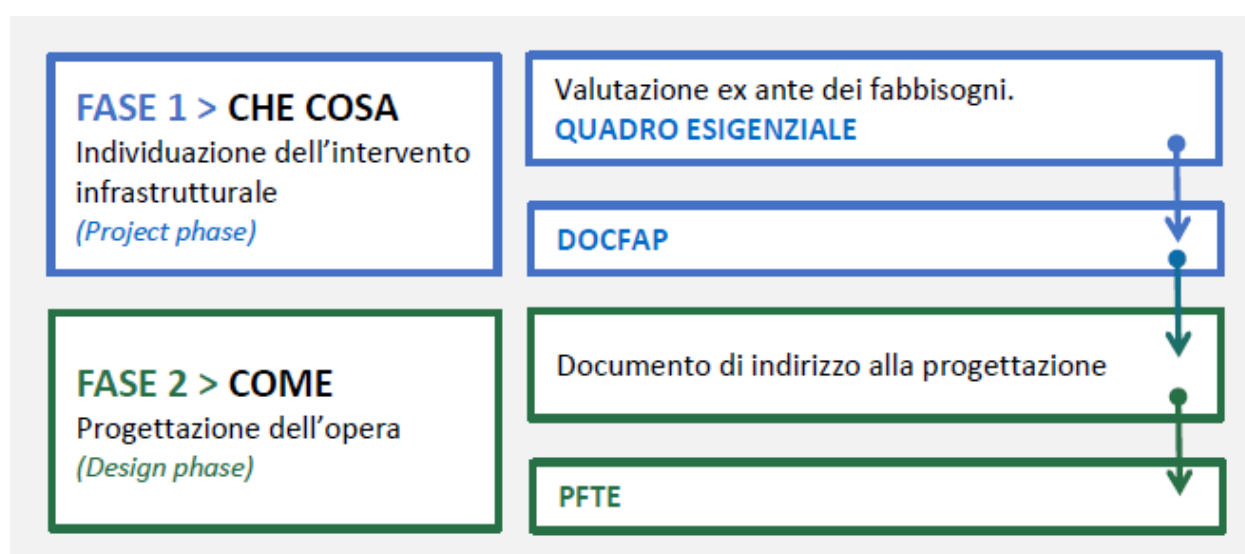 FASE 1 > CHE COSA
Individuazione dell'intervento
infrastrutturale
(Project phase)
Valutazione ex ante dei fabbisogni.
QUADRO ESIGENZIALE
DOCFAP
FASE 2 > COME
Progettazione dell'opera
(Design phase)
Documento di indirizzo alla progettazione
PFTE